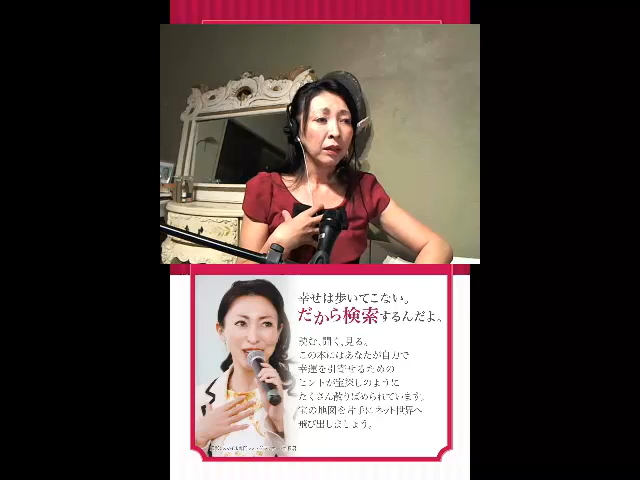 幸せは歩いてこない。
だから検索するんだよ。
読む、聞く、見る。
この本にはあなたが自力で
幸運を引寄せるための
ヒントが宝探しのように
たくさん散りばめられています。
宝の地図を片手にネット世界へ
飛び出しましょう。